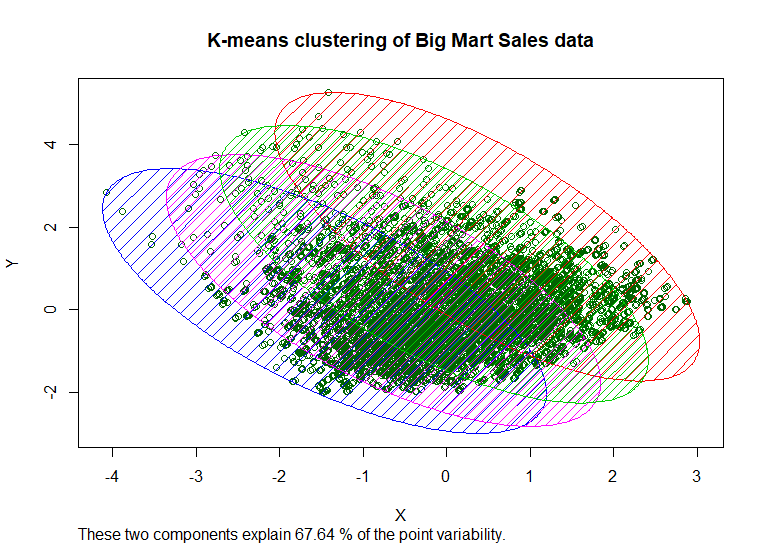 K-means clustering of Big Mart Sales data
Y
4
2
0
-2
-4 -3 -2 -1 0 1 2 3
X
These two components explain 67.64 % of the point variability.